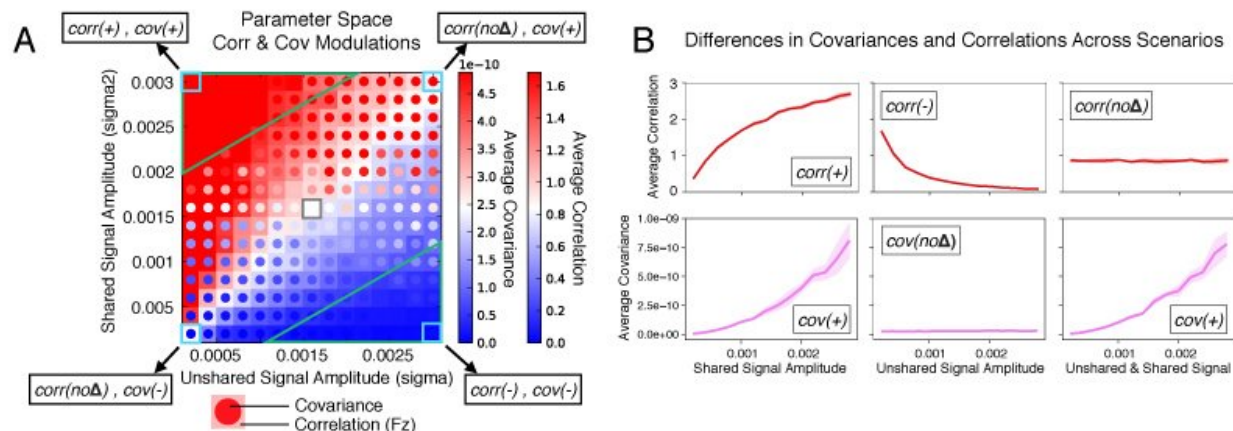 A
Parameter Space
Corr & Cov Modulations
corr(+) , cov(+)
corr(noΔ) , cov(+)
1e−10
0.003
0.0025
0.002
0.0015
0.001
0.005
Shared Signal Amplitude (sigma2)
0.0005
0.0015
0.0025
Unshared Signal Amplitude (sigma)
4.5
4.0
3.5
3.0
2.5
2.0
1.5
1.0
0.5
0.0
Average Covariance
1.6
1.4
1.2
1.0
0.8
0.6
0.4
0.2
0.0
Average Correlation
corr(noΔ) , cov(-)
corr(-) , cov(-)
Covariance
Correlation (Fz)
B
Differences in Covariances and Correlations Across Scenarios
Average Correlation
3
2
1
0
corr(+)
corr(-)
corr(noΔ)
Average Covariance
1.0e−09
7.5e−10
5.0e−10
2.5e−10
0.0e+00
cov(+)
cov(noΔ)
cov(+)
0.001 0.002
0.001 0.002
0.001 0.002
Shared Signal Amplitude
Unshared Signal Amplitude
Unshared & Shared Signal